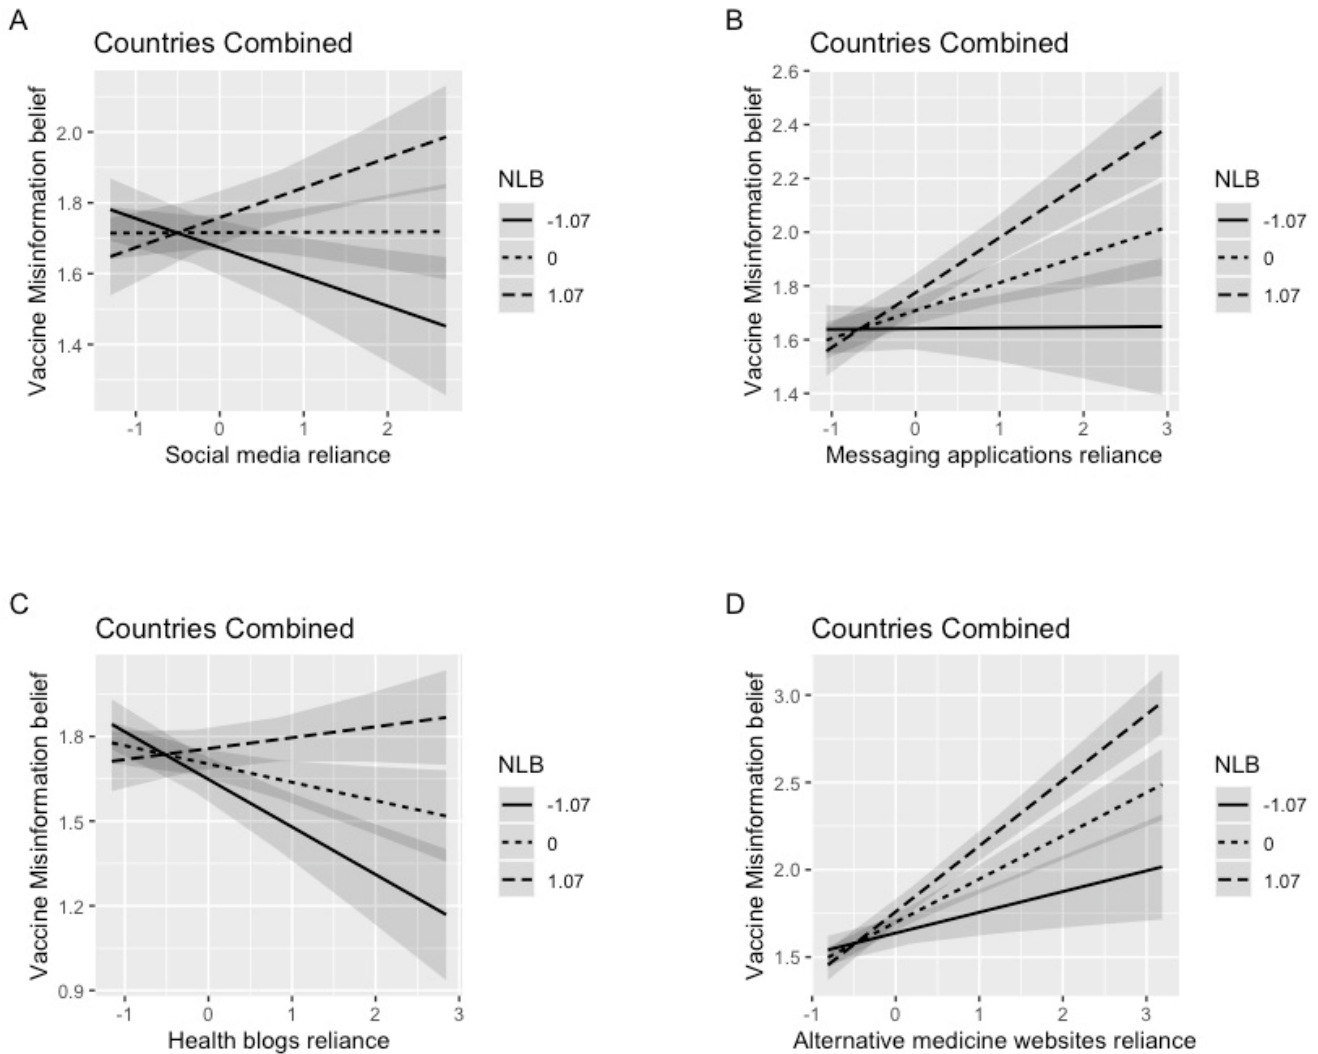 A
Countries Combined
Vaccine Misinformation belief
2.0
1.8
1.6
1.4
-1
0
1
2
Social media reliance
NLB
-1.07
0
1.07
B
Countries Combined
Vaccine Misinformation belief
2.6
2.4
2.2
2.0
1.8
1.6
1.4
-1
0
1
2
3
Messaging applications reliance
NLB
-1.07
0
1.07
C
Countries Combined
Vaccine Misinformation belief
1.8
1.5
1.2
0.9
-1
0
1
2
3
Health blogs reliance
NLB
-1.07
0
1.07
D
Countries Combined
Vaccine Misinformation belief
3.0
2.5
2.0
1.5
-1
0
1
2
3
Alternative medicine websites reliance
NLB
-1.07
0
1.07